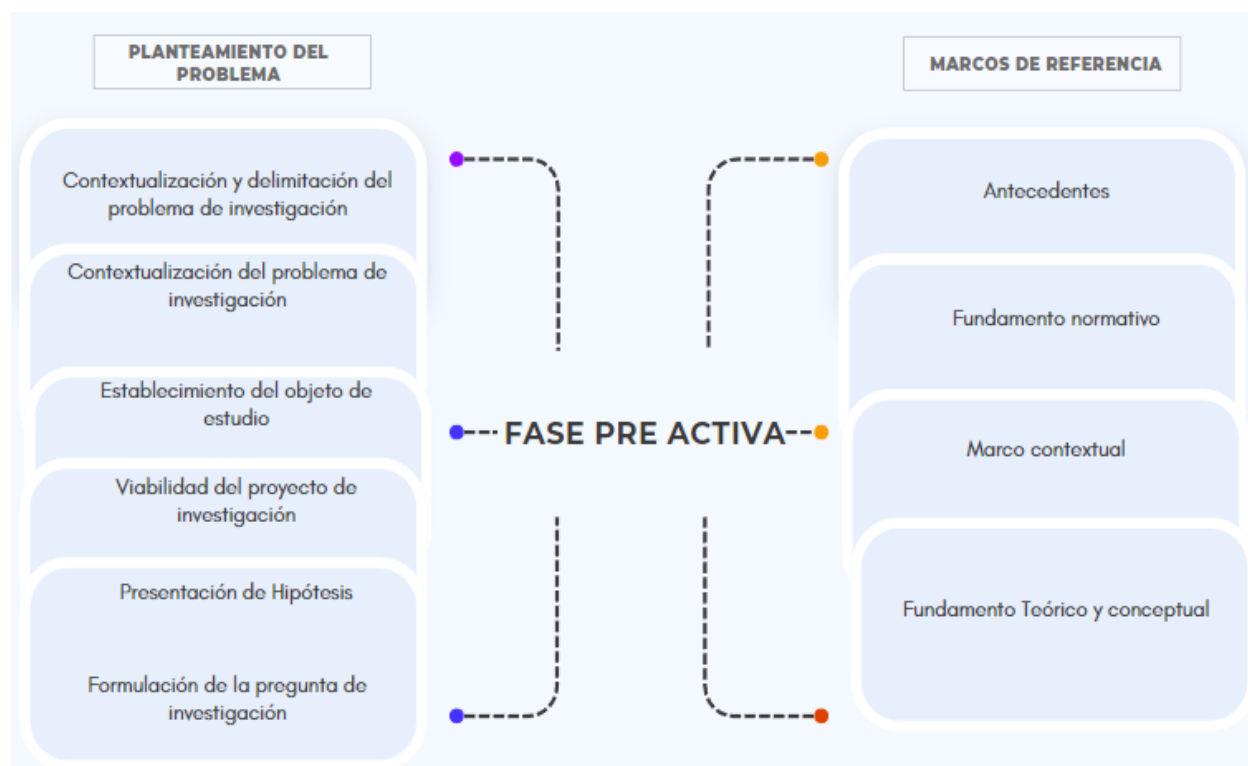 PLANTEAMIENTO DEL
PROBLEMA
Contextualización y delimitación del
problema de investigación
Contextualización del problema de
investigación
Establecimiento del objeto de
estudio
Viabilidad del proyecto de
investigación
Presentación de Hipótesis
Formulación de la pregunta de
investigación
FASE PRE ACTIVA
MARCOS DE REFERENCIA
Antecedentes
Fundamento normativo
Marco contextual
Fundamento Teórico y conceptual